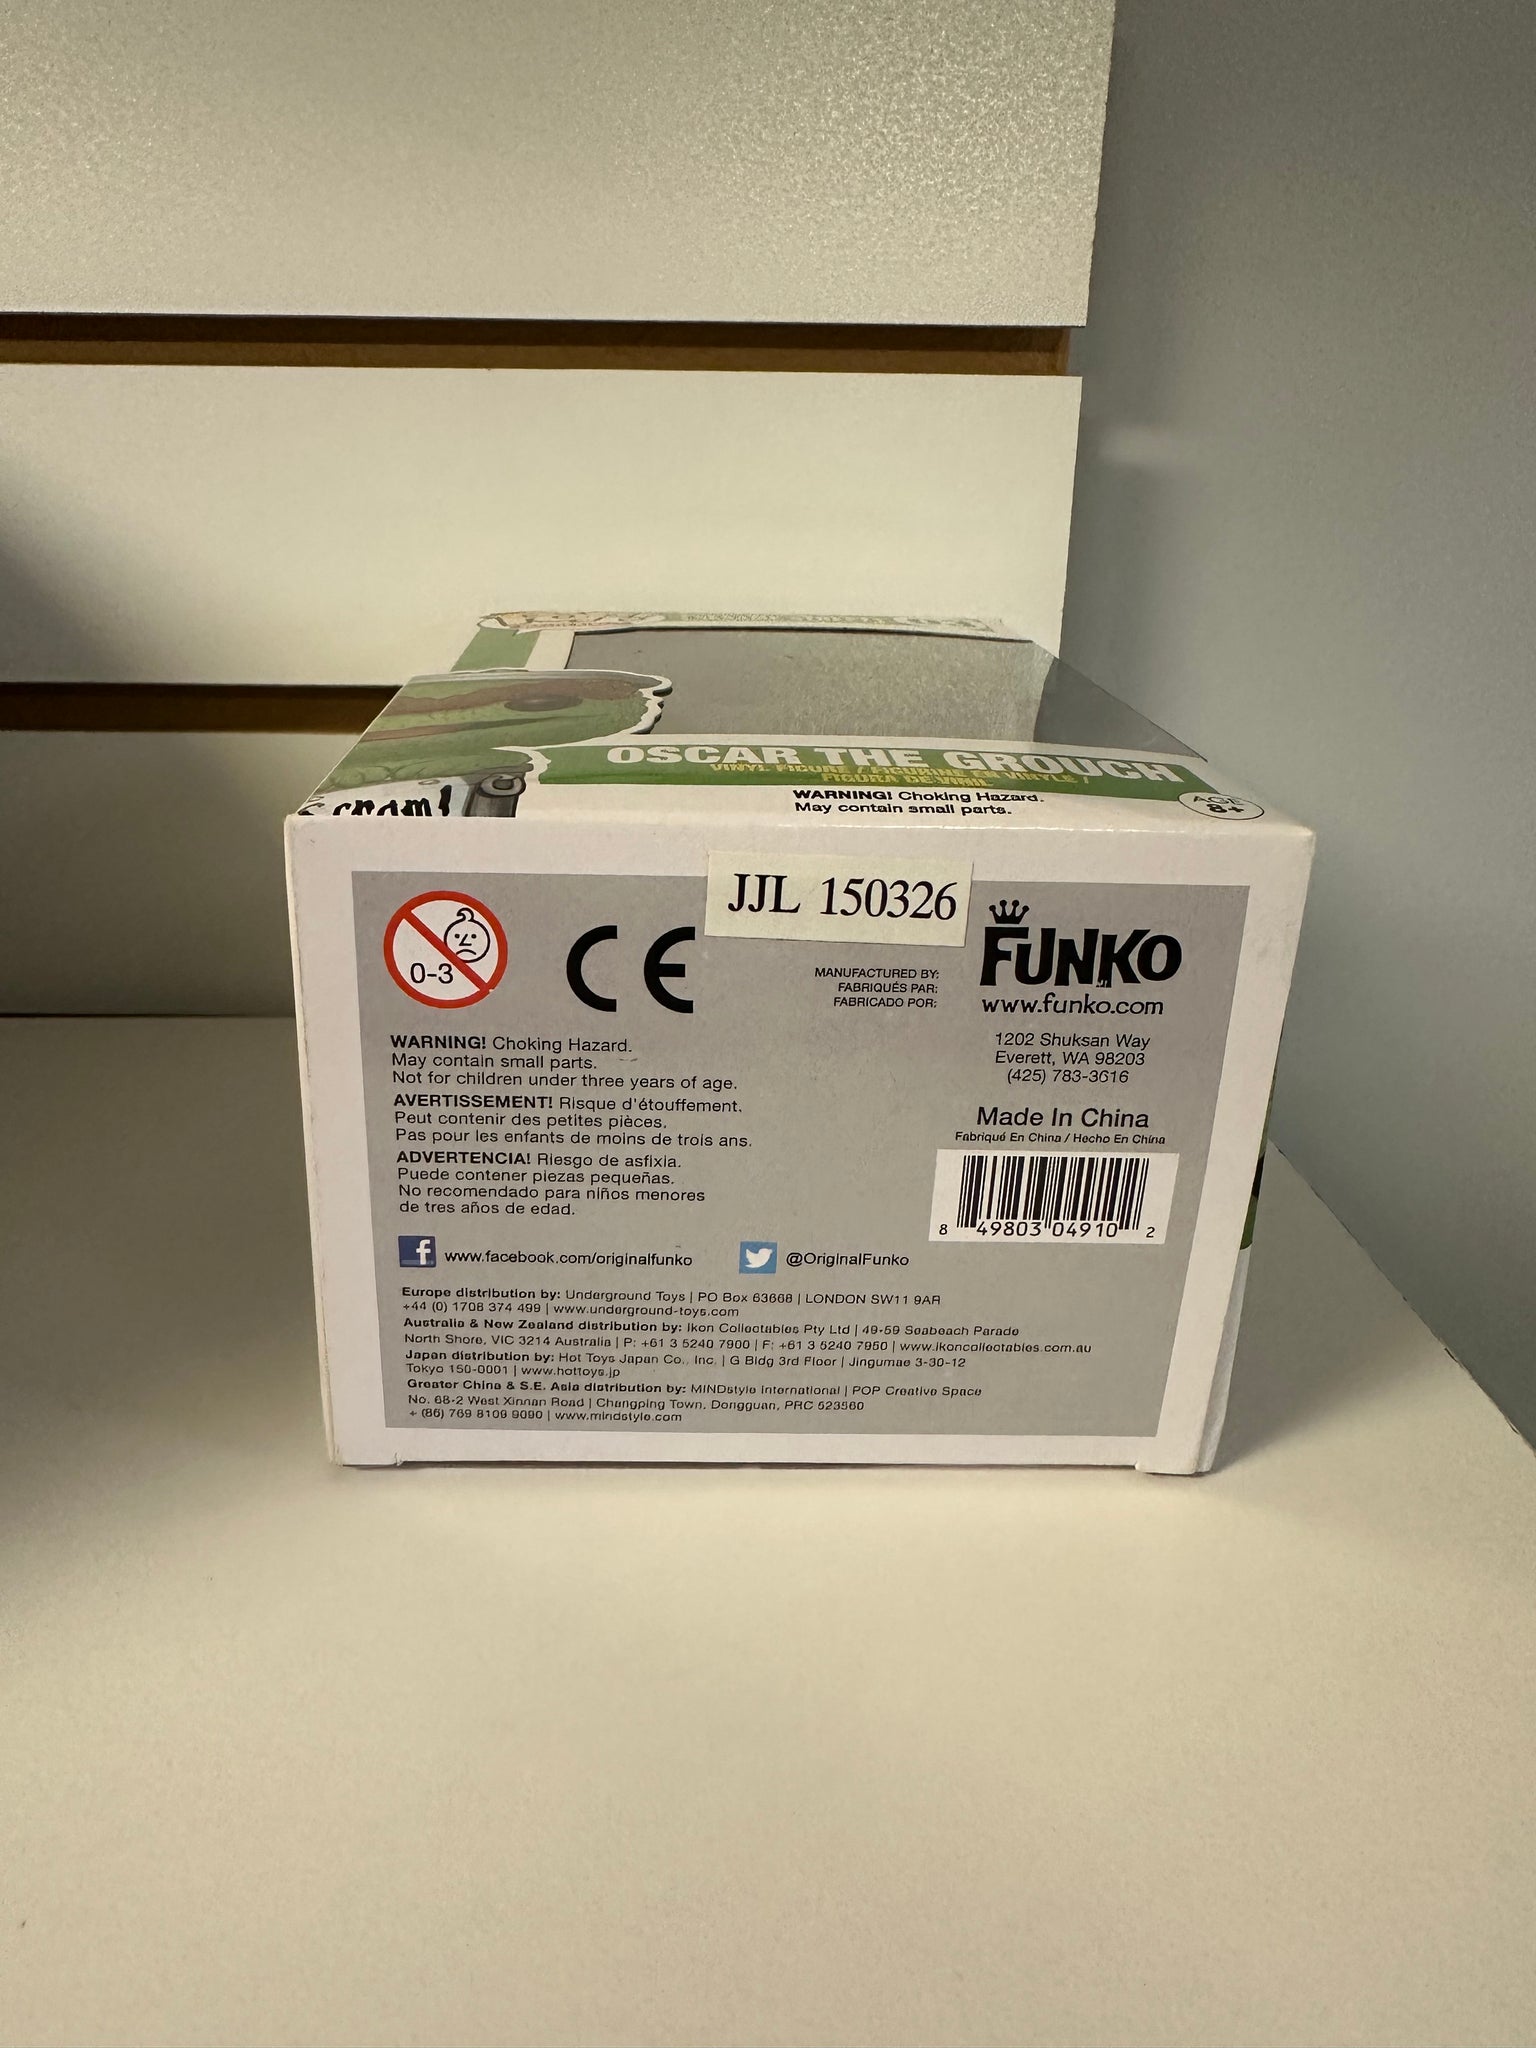 OSCAR THE GROUCH
VINYL FIGURE / FIGURINE EN VINYLE /
FIGURA DE VINIL
WARNING! Choking Hazard.
May contain small parts.
AGE
8+
JJL 150326
0-3
CE
MANUFACTURED BY:
FABRIQUÉS PAR:
FABRICADO POR:
FUNKO
www.funko.com
1202 Shuksan Way
Everett, WA 98203
(425) 783-3616
WARNING! Choking Hazard.
May contain small parts.
Not for children under three years of age.
AVERTISSEMENT! Risque d'étouffement.
Peut contenir des petites pièces.
Pas pour les enfants de moins de trois ans.
ADVERTENCIA! Riesgo de asfixia.
Puede contener piezas pequeñas.
No recomendado para niños menores
de tres años de edad.
Made In China
Fabriqué En China / Hecho En China
8 49803 04910 2
www.facebook.com/originalfunko
@OriginalFunko
Europe distribution by: Underground Toys | PO Box 63668 | LONDON SW11 9AR
+44 (0) 1708 374 499 | www.underground-toys.com
Australia & New Zealand distribution by: Ikon Collectables Pty Ltd | 49-59 Seabeach Parade
North Shore, VIC 3214 Australia | P: +61 3 5240 7900 | F: +61 3 5240 7950 | www.ikoncollectables.com.au
Japan distribution by: Hot Toys Japan Co., Inc. | G Bldg 3rd Floor | Jingumae 3-30-12
Tokyo 150-0001 | www.hottoys.jp
Greater China & S.E. Asia distribution by: MINDstyle International | POP Creative Space
No. 68-2 West Xinnan Road | Changping Town, Dongguan, PRC 523560
+ (86) 769 8109 9090 | www.mindstyle.com